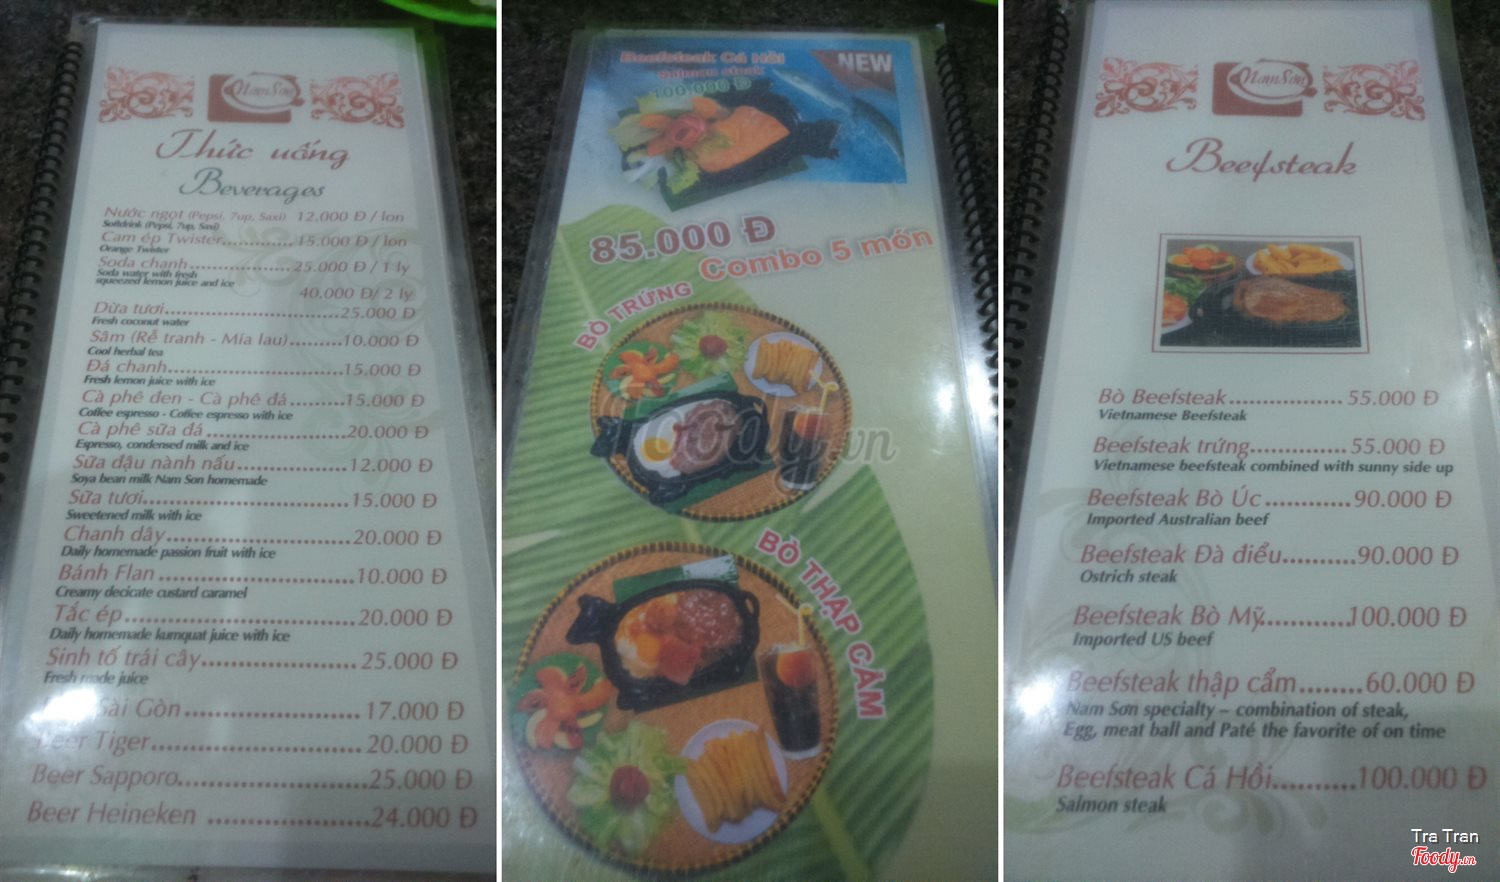 Nam Sơn
Thức uống
Beverages
Nước ngọt (Pepsi, 7up, Saxi) 12.000 Đ / lon
Softdrink (Pepsi, 7up, Saxi)
Cam ép Twister.............15.000 Đ / lon
Orange Twister
Soda chanh..................25.000 Đ / 1 ly
Soda water with fresh
squeezed lemon juice and ice
40.000 Đ/ 2 ly
Dừa tươi................................25.000 Đ
Fresh coconut water
Sâm (Rễ tranh - Mía lau).........10.000 Đ
Cool herbal tea
Đá chanh................................15.000 Đ
Fresh lemon juice with ice
Cà phê đen - Cà phê đá.........15.000 Đ
Coffee espresso - Coffee espresso with ice
Cà phê sữa đá.......................20.000 Đ
Espresso, condensed milk and ice
Sữa đậu nành nấu..................12.000 Đ
Soya bean milk Nam Son homemade
Sữa tươi.................................15.000 Đ
Sweetened milk with ice
Chanh dây.............................20.000 Đ
Daily homemade passion fruit with ice
Bánh Flan..............................10.000 Đ
Creamy decicate custard caramel
Tắc ép...................................20.000 Đ
Daily homemade kumquat juice with ice
Sinh tố trái cây......................25.000 Đ
Fresh made juice
Sài Gòn..........................17.000 Đ
Beer Tiger.............................20.000 Đ
Beer Sapporo........................25.000 Đ
Beer Heineken ......................24.000 Đ
Beefsteak Cá Hồi
Salmon steak
100.000 Đ
NEW
85.000 Đ
Combo 5 món
BÒ TRỨNG
Foody.vn
BÒ THẬP CẨM
Nam Sơn
Beefsteak
Bò Beefsteak..................55.000 Đ
Vietnamese Beefsteak
Beefsteak trứng...............55.000 Đ
Vietnamese beefsteak combined with sunny side up
Beefsteak Bò Úc.............90.000 Đ
Imported Australian beef
Beefsteak Đà điểu...........90.000 Đ
Ostrich steak
Beefsteak Bò Mỹ.............100.000 Đ
Imported US beef
Beefsteak thập cẩm........60.000 Đ
Nam Sơn specialty – combination of steak,
Egg, meat ball and Paté the favorite of on time
Beefsteak Cá Hồi...........100.000 Đ
Salmon steak
Tra Tran
Foody.vn